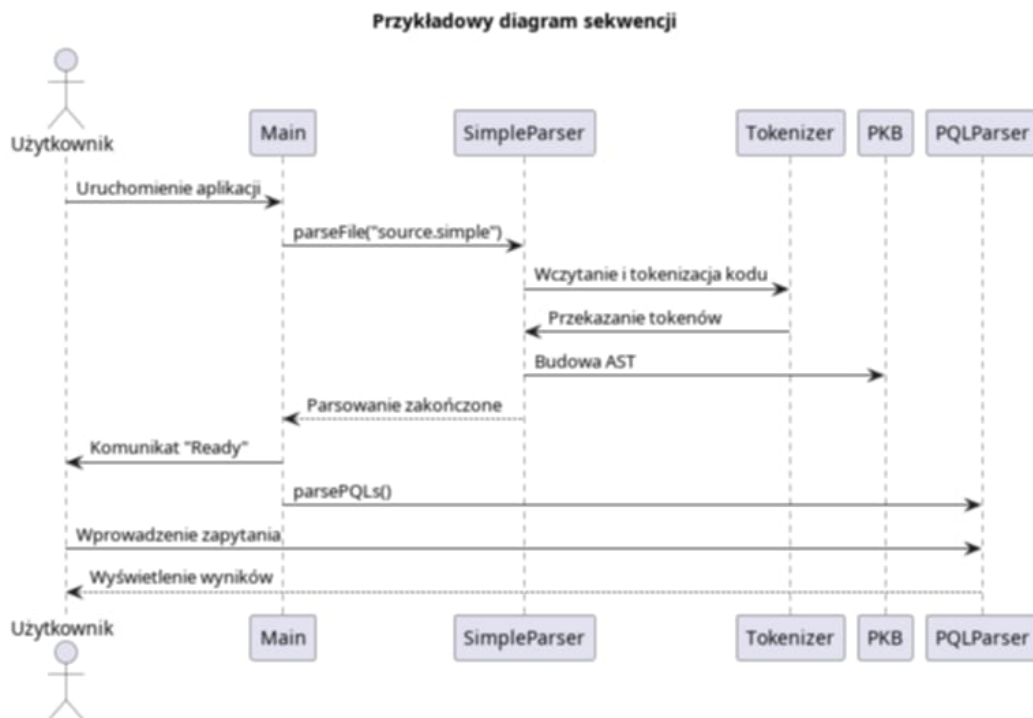 Przykładowy diagram sekwencji
Użytkownik
Main
SimpleParser
Tokenizer
PKB
PQLParser
Uruchomienie aplikacji
parseFile("source.simple")
Wczytanie i tokenizacja kodu
Przekazanie tokenów
Budowa AST
Parsowanie zakończone
Komunikat "Ready"
parsePQLs()
Wprowadzenie zapytania
Wyświetlenie wyników
Użytkownik
Main
SimpleParser
Tokenizer
PKB
PQLParser